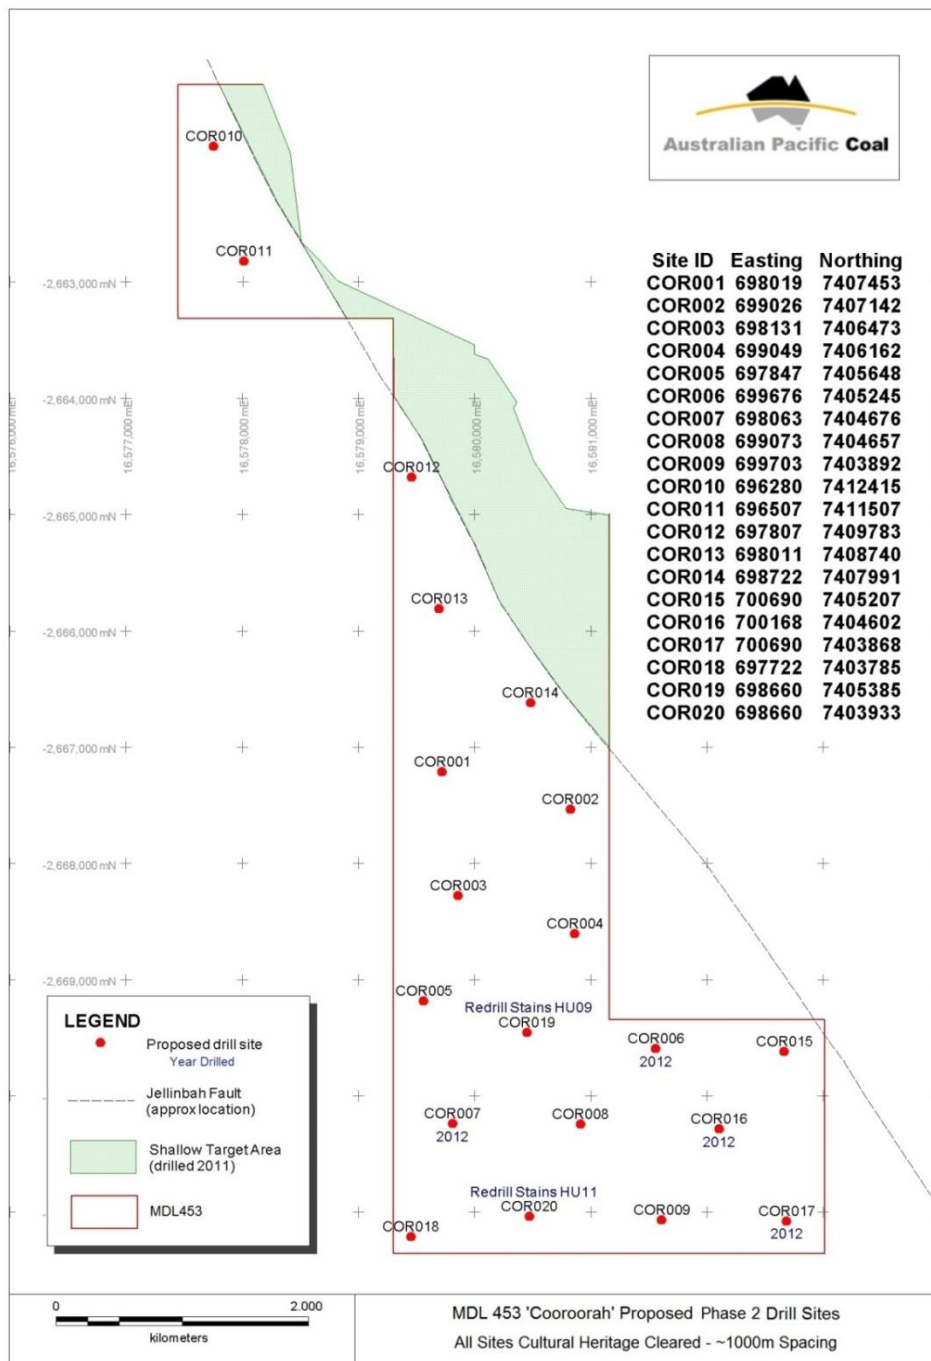 Australian Pacific Coal
Site ID Easting Northing
COR001 698019 7407453
COR002 699026 7407142
COR003 698131 7406473
COR004 699049 7406162
COR005 697847 7405648
COR006 699676 7405245
COR007 698063 7404676
COR008 699073 7404657
COR009 699703 7403892
COR010 696280 7412415
COR011 696507 7411507
COR012 697807 7409783
COR013 698011 7408740
COR014 698722 7407991
COR015 700690 7405207
COR016 700168 7404602
COR017 700690 7403868
COR018 697722 7403785
COR019 698660 7405385
COR020 698660 7403933
COR010
COR011
-2,663,000 mN
-2,664,000 mN
16,576,000 mE
16,577,000 mE
16,578,000 mE
16,579,000 mE
16,580,000 mE
16,581,000 mE
COR012
-2,665,000 mN
COR013
-2,666,000 mN
COR014
-2,667,000 mN
COR001
COR002
-2,668,000 mN
COR003
COR004
-2,669,000 mN
COR005
Redrill Stains HU09
COR019
COR006
2012
COR015
COR007
2012
COR008
COR016
2012
Redrill Stains HU11
COR020
COR009
COR017
2012
COR018
LEGEND
Proposed drill site
Year Drilled
Jellinbah Fault
(approx location)
Shallow Target Area
(drilled 2011)
MDL453
0 2.000
kilometers
MDL 453 'Cooroorah' Proposed Phase 2 Drill Sites
All Sites Cultural Heritage Cleared - ~1000m Spacing